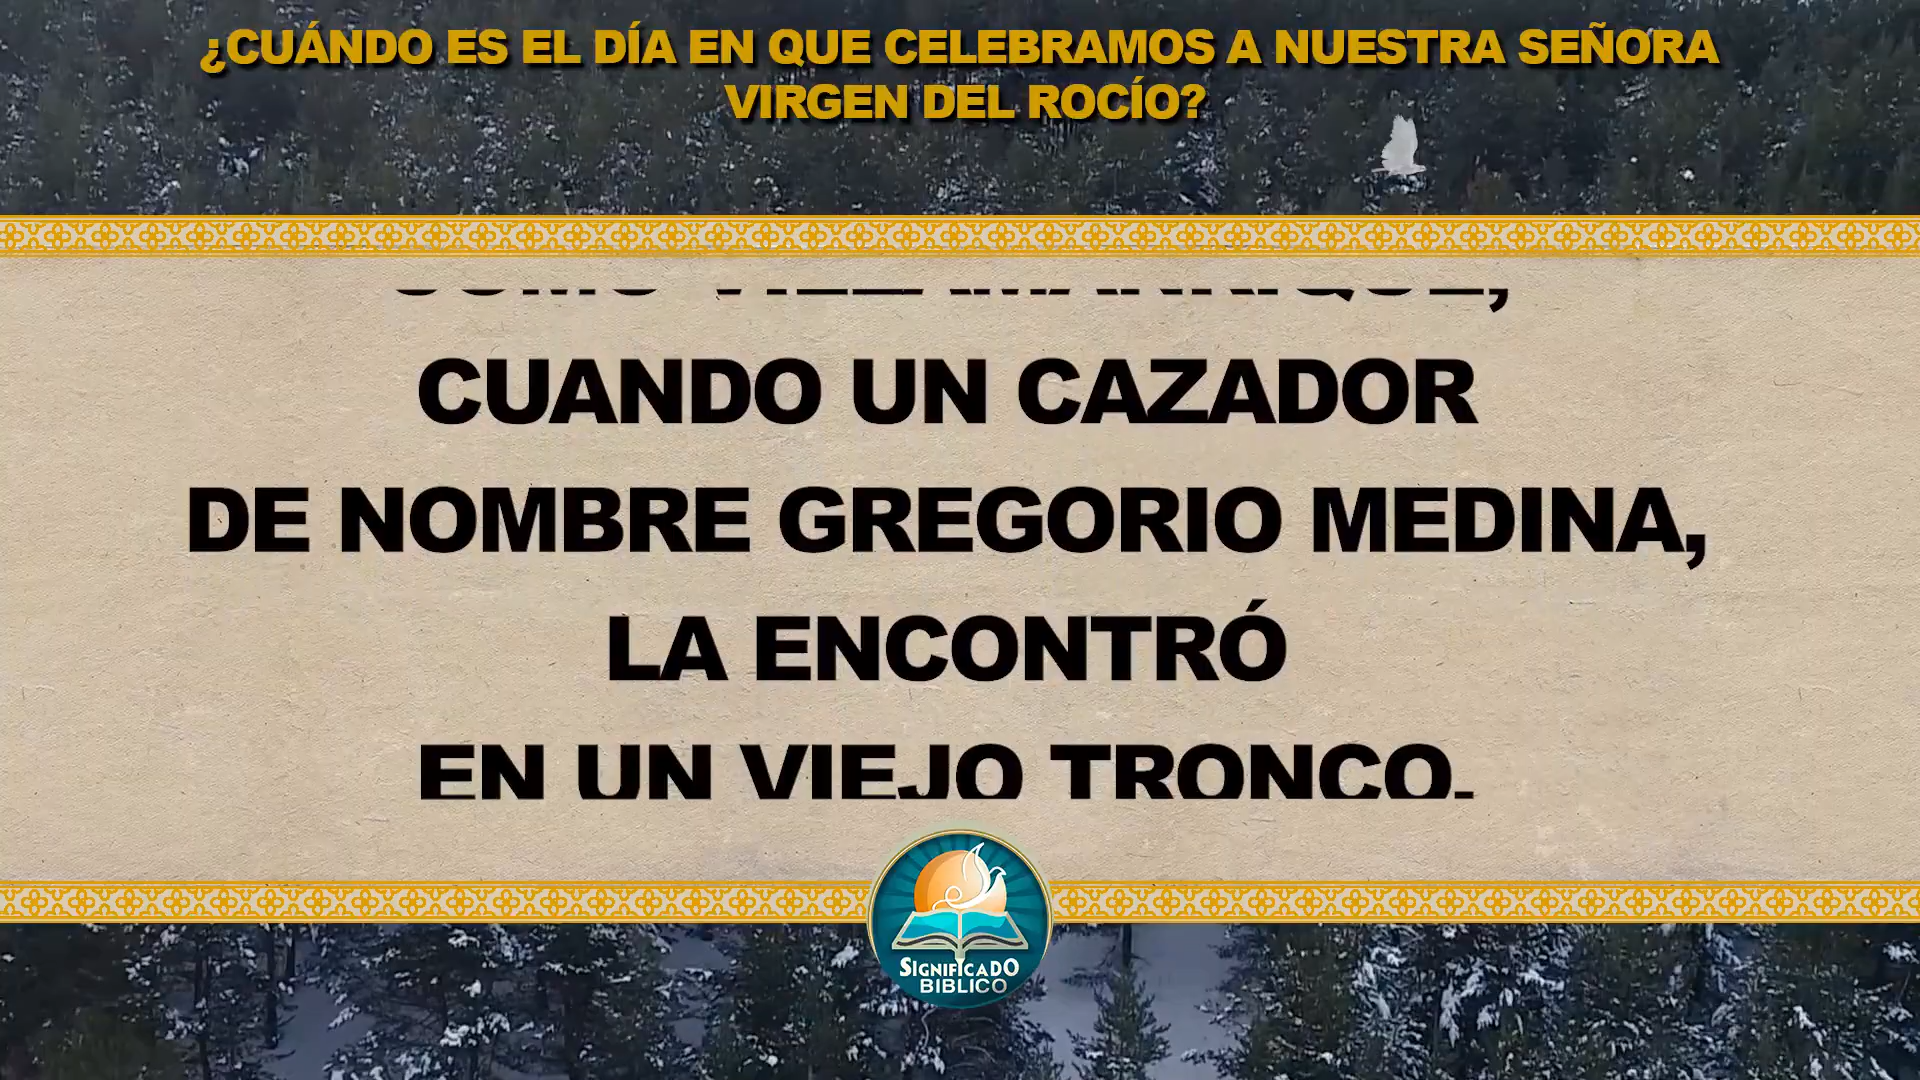 ¿CUÁNDO ES EL DÍA EN QUE CELEBRAMOS A NUESTRA SEÑORA
VIRGEN DEL ROCÍO?
CUANDO UN CAZADOR
DE NOMBRE GREGORIO MEDINA,
LA ENCONTRÓ
EN UN VIEJO TRONCO.
SIGNIFICADO
BIBLICO